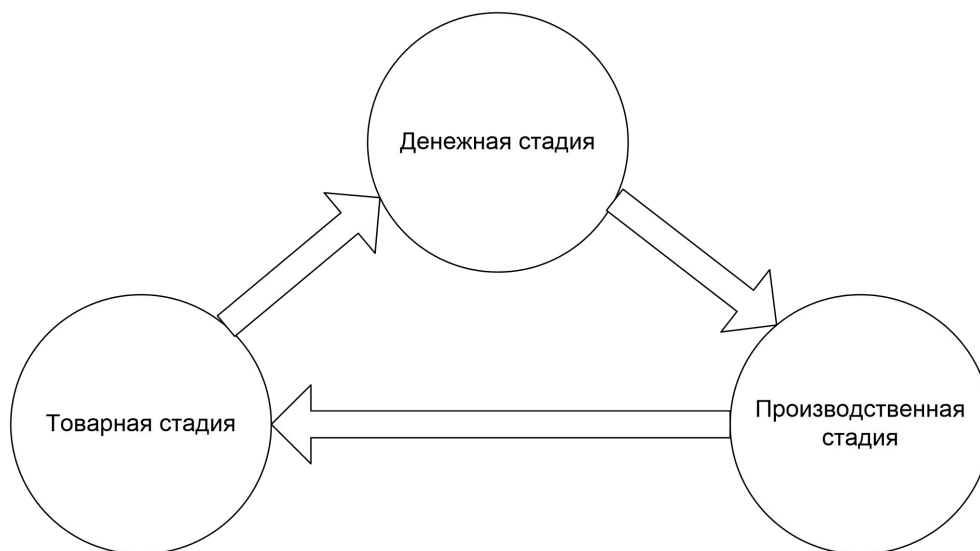 Денежная стадия
Товарная стадия
Производственная
стадия